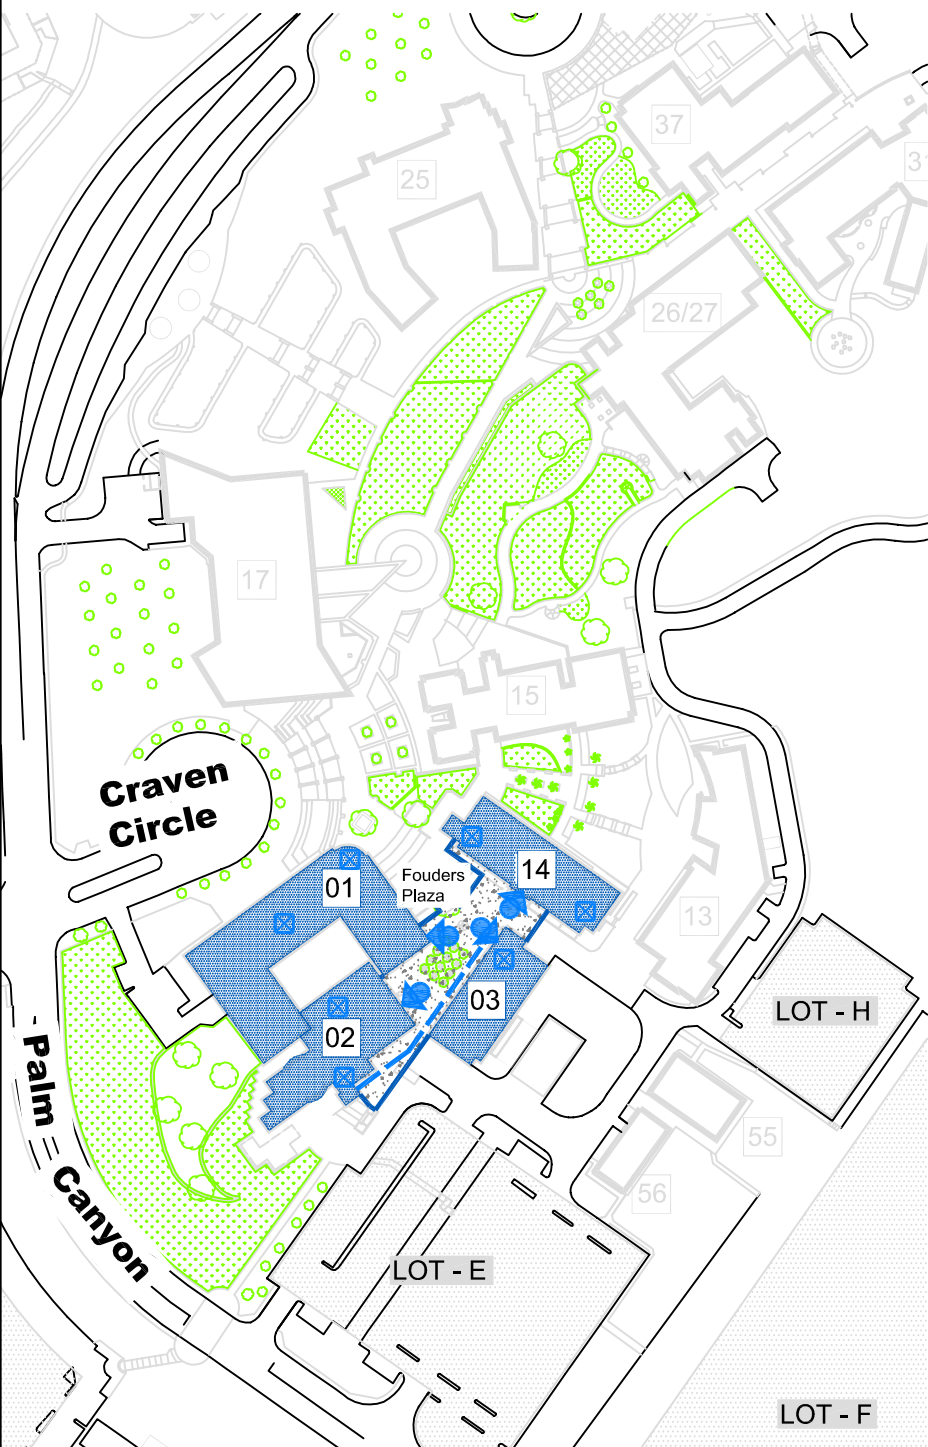 37
31
25
26/27
17
15
Craven
Circle
14
Fouders
Plaza
01
13
03
LOT - H
02
- Palm =
Canyon
55
56
LOT - E
LOT - F